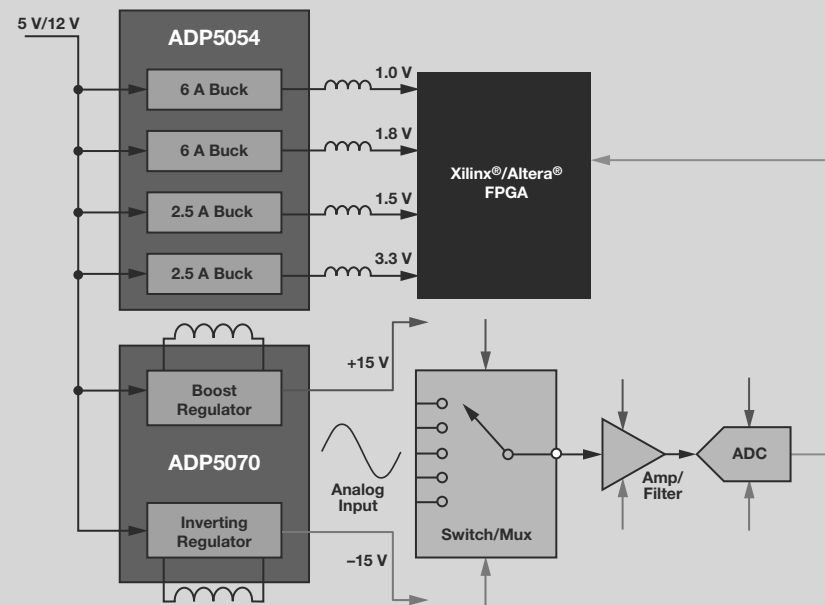 5 V/12 V
ADP5054
6 A Buck
1.0 V
6 A Buck
1.8 V
2.5 A Buck
1.5 V
2.5 A Buck
3.3 V
Xilinx®/Altera®
FPGA
Boost
Regulator
+15 V
ADP5070
Inverting
Regulator
–15 V
Analog
Input
Switch/Mux
Amp/
Filter
ADC